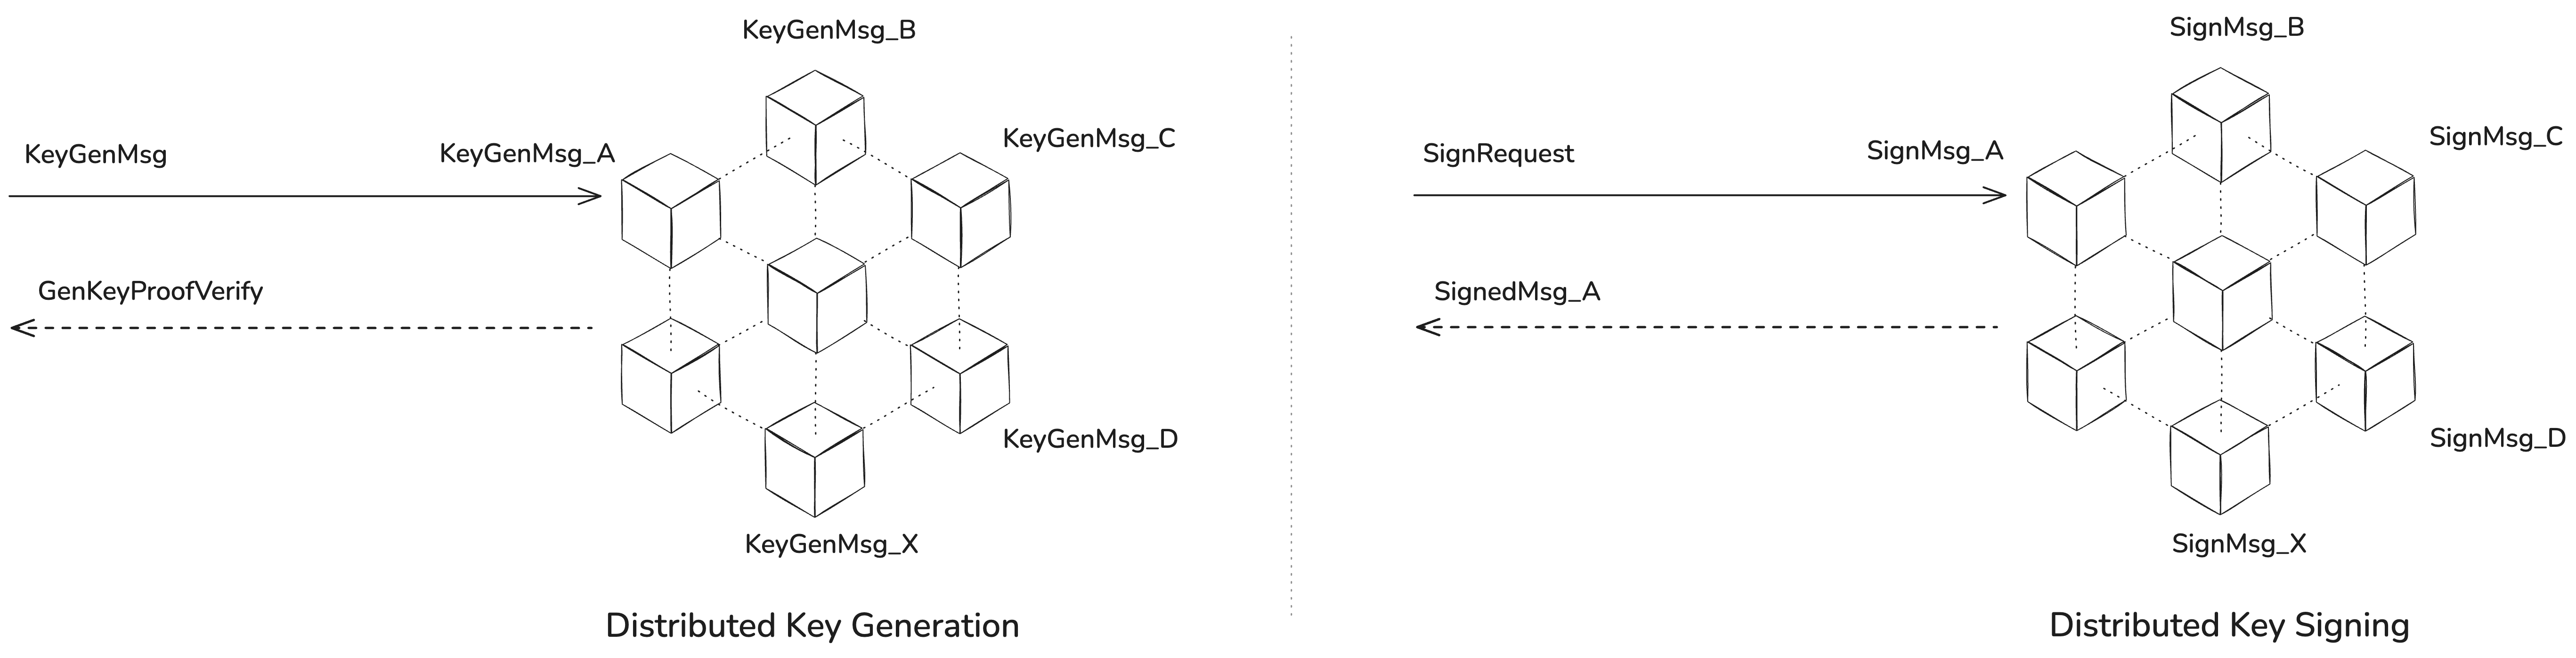 KeyGenMsg_B
KeyGenMsg
KeyGenMsg_A
KeyGenMsg_C
GenKeyProofVerify
KeyGenMsg_D
KeyGenMsg_X
Distributed Key Generation
SignMsg_B
SignRequest
SignMsg_A
SignMsg_C
SignedMsg_A
SignMsg_D
SignMsg_X
Distributed Key Signing